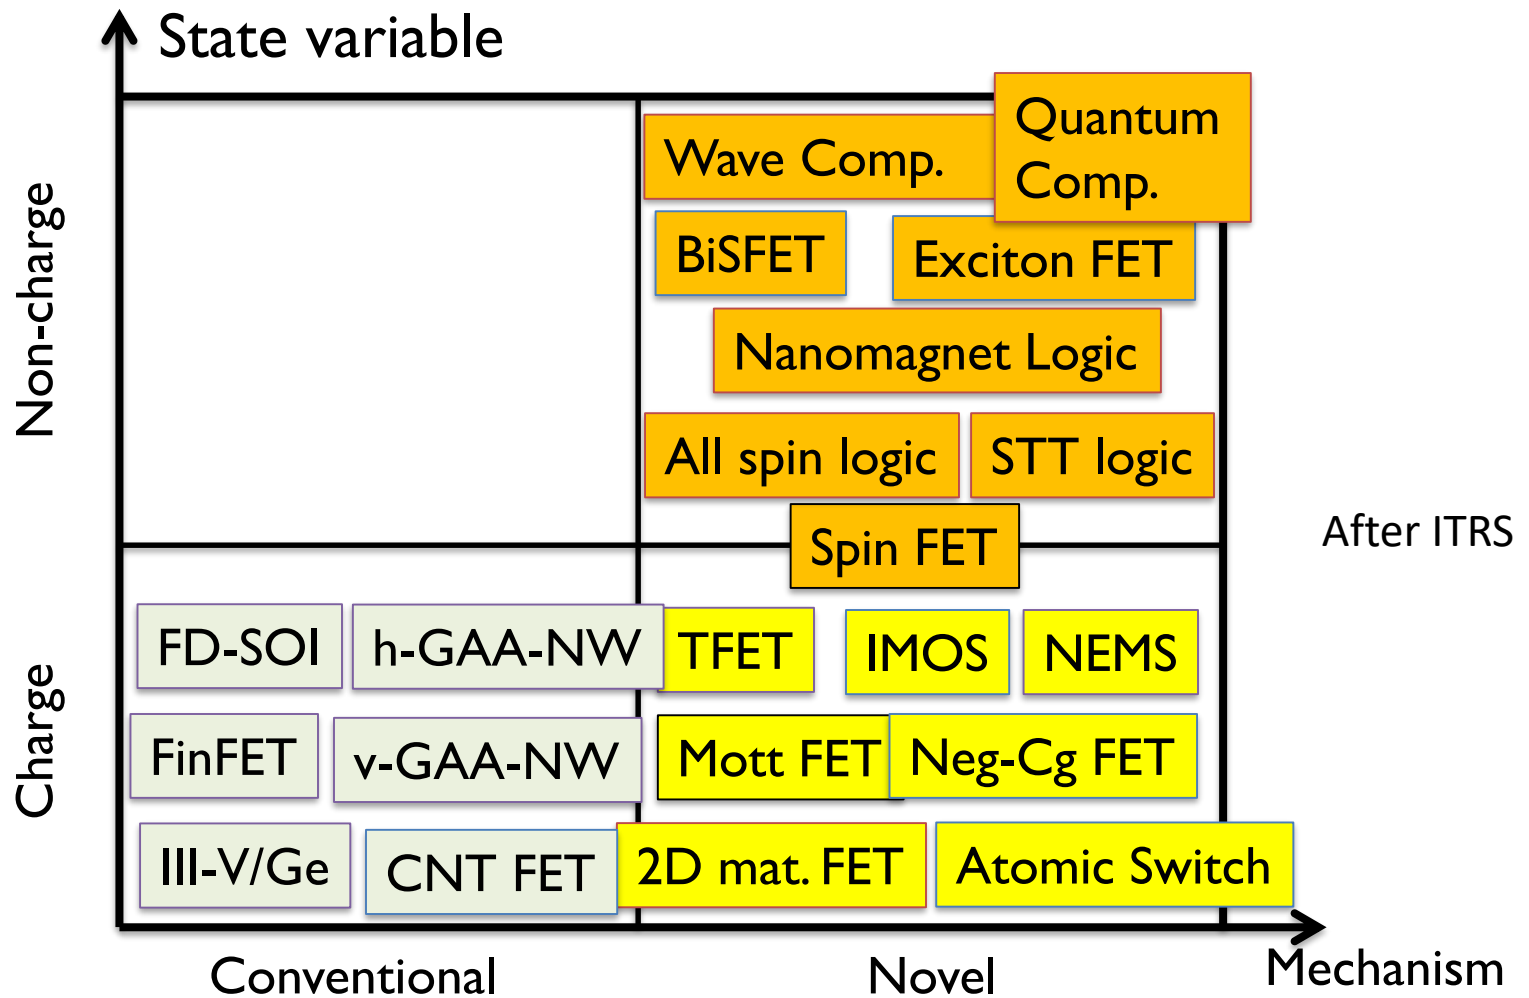 State variable
Quantum
Comp.
Wave Comp.
BiSFET
Exciton FET
Nanomagnet Logic
All spin logic
STT logic
Spin FET
Non-charge
After ITRS
FD-SOI
h-GAA-NW
TFET
IMOS
NEMS
FinFET
v-GAA-NW
Mott FET
Neg-Cg FET
III-V/Ge
CNT FET
2D mat. FET
Atomic Switch
Charge
Conventional
Novel
Mechanism